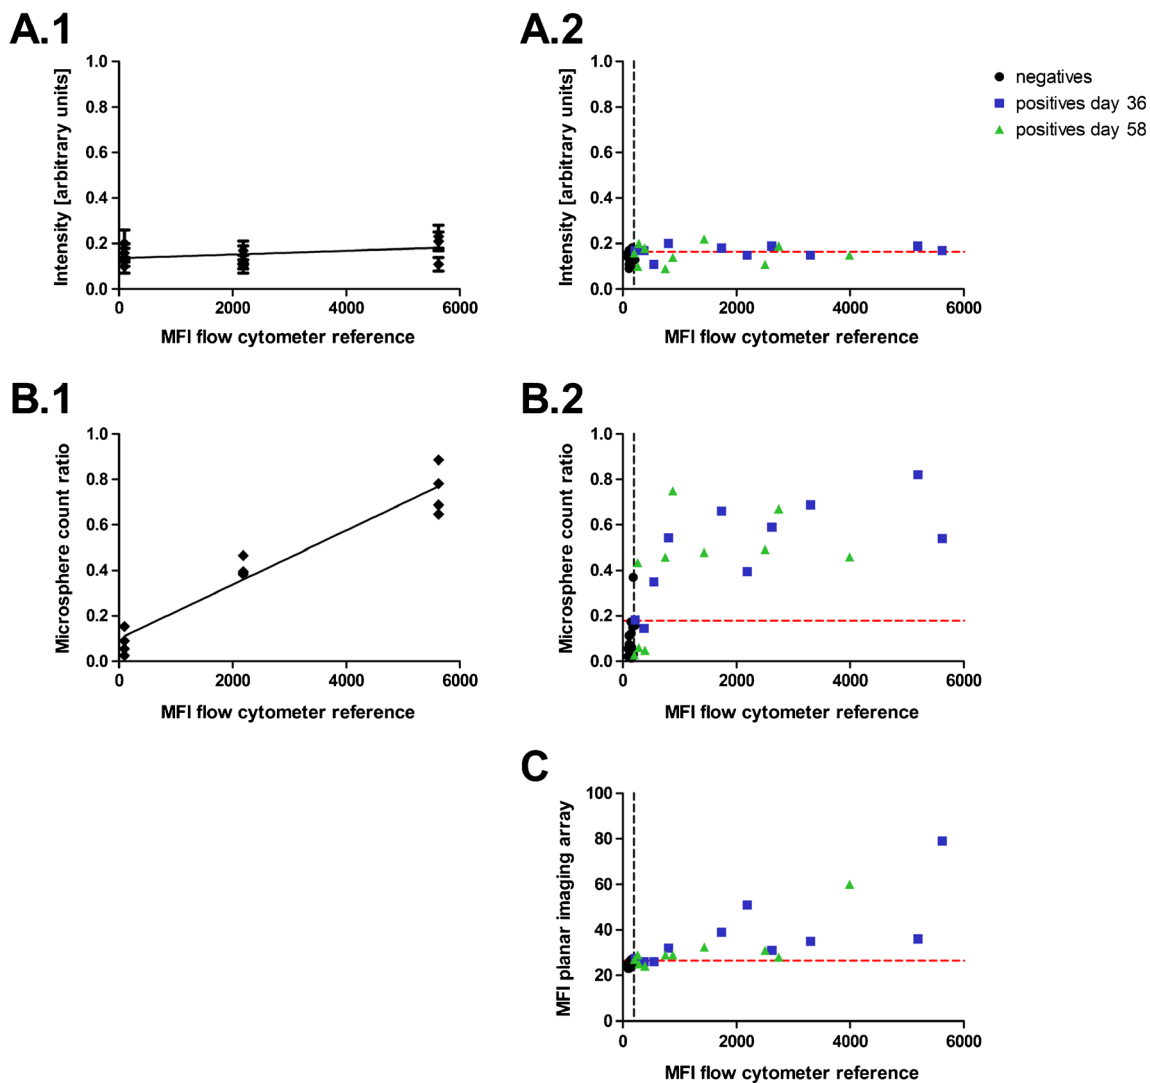 A.1
Intensity [arbitrary units]
1.0
0.8
0.6
0.4
0.2
0.0
0 2000 4000 6000
MFI flow cytometer reference
A.2
Intensity [arbitrary units]
1.0
0.8
0.6
0.4
0.2
0.0
0 2000 4000 6000
MFI flow cytometer reference
negatives
positives day 36
positives day 58
B.1
Microsphere count ratio
1.0
0.8
0.6
0.4
0.2
0.0
0 2000 4000 6000
MFI flow cytometer reference
B.2
Microsphere count ratio
1.0
0.8
0.6
0.4
0.2
0.0
0 2000 4000 6000
MFI flow cytometer reference
C
MFI planar imaging array
100
80
60
40
20
0
0 2000 4000 6000
MFI flow cytometer reference